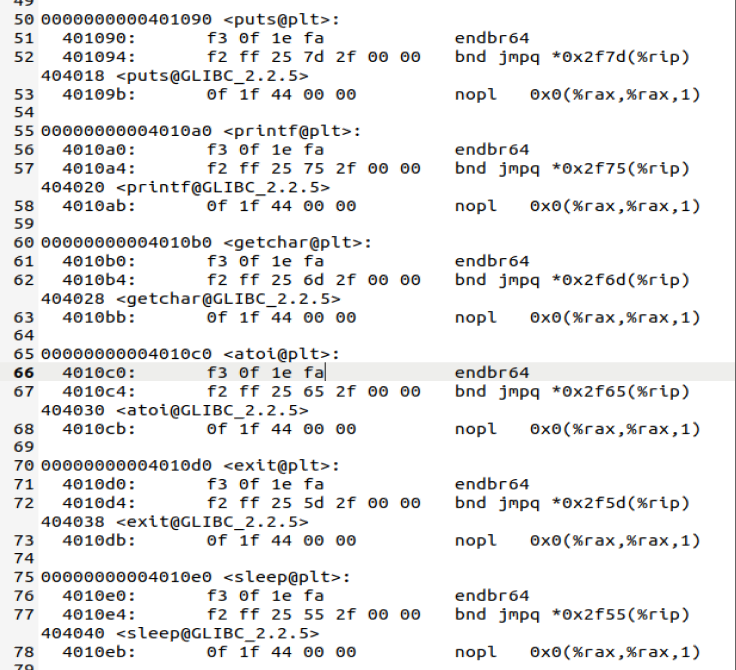 49
50 0000000000401090 <puts@plt>:
51   401090:       f3 0f 1e fa             endbr64
52   401094:       f2 ff 25 7d 2f 00 00    bnd jmpq *0x2f7d(%rip)
404018 <puts@GLIBC_2.2.5>
53   40109b:       0f 1f 44 00 00          nopl   0x0(%rax,%rax,1)
54
55 00000000004010a0 <printf@plt>:
56   4010a0:       f3 0f 1e fa             endbr64
57   4010a4:       f2 ff 25 75 2f 00 00    bnd jmpq *0x2f75(%rip)
404020 <printf@GLIBC_2.2.5>
58   4010ab:       0f 1f 44 00 00          nopl   0x0(%rax,%rax,1)
59
60 00000000004010b0 <getchar@plt>:
61   4010b0:       f3 0f 1e fa             endbr64
62   4010b4:       f2 ff 25 6d 2f 00 00    bnd jmpq *0x2f6d(%rip)
404028 <getchar@GLIBC_2.2.5>
63   4010bb:       0f 1f 44 00 00          nopl   0x0(%rax,%rax,1)
64
65 00000000004010c0 <atoi@plt>:
66   4010c0:       f3 0f 1e fa             endbr64
67   4010c4:       f2 ff 25 65 2f 00 00    bnd jmpq *0x2f65(%rip)
404030 <atoi@GLIBC_2.2.5>
68   4010cb:       0f 1f 44 00 00          nopl   0x0(%rax,%rax,1)
69
70 00000000004010d0 <exit@plt>:
71   4010d0:       f3 0f 1e fa             endbr64
72   4010d4:       f2 ff 25 5d 2f 00 00    bnd jmpq *0x2f5d(%rip)
404038 <exit@GLIBC_2.2.5>
73   4010db:       0f 1f 44 00 00          nopl   0x0(%rax,%rax,1)
74
75 00000000004010e0 <sleep@plt>:
76   4010e0:       f3 0f 1e fa             endbr64
77   4010e4:       f2 ff 25 55 2f 00 00    bnd jmpq *0x2f55(%rip)
404040 <sleep@GLIBC_2.2.5>
78   4010eb:       0f 1f 44 00 00          nopl   0x0(%rax,%rax,1)
79